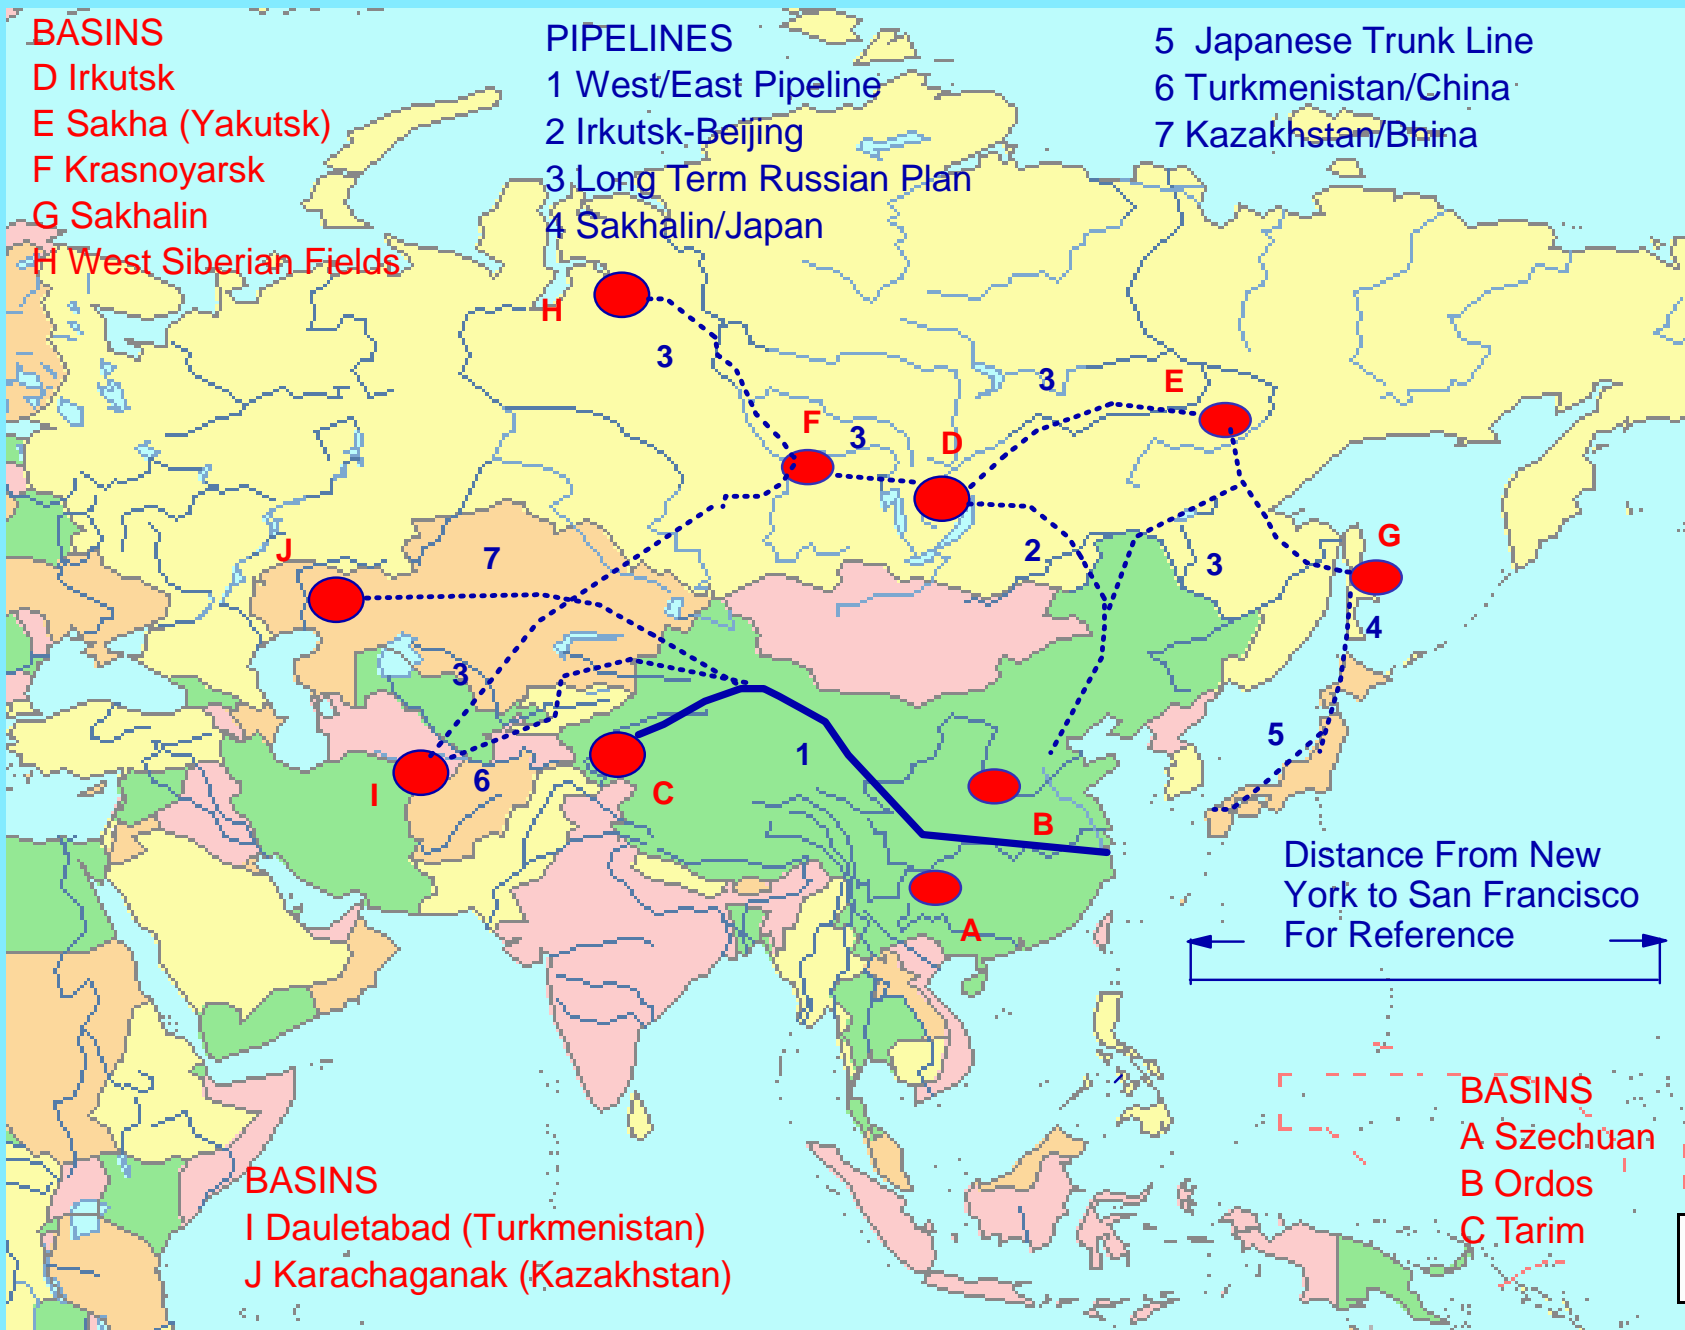 BASINS
D Irkutsk
E Sakha (Yakutsk)
F Krasnoyarsk
G Sakhalin
H West Siberian Fields
PIPELINES
1 West/East Pipeline
2 Irkutsk-Beijing
3 Long Term Russian Plan
4 Sakhalin/Japan
5 Japanese Trunk Line
6 Turkmenistan/China
7 Kazakhstan/Bhina
H
3
3
E
F
3
D
G
J
7
2
3
4
3
5
1
6
I
C
B
A
Distance From New
York to San Francisco
For Reference
BASINS
A Szechuan
B Ordos
C Tarim
BASINS
I Dauletabad (Turkmenistan)
J Karachaganak (Kazakhstan)